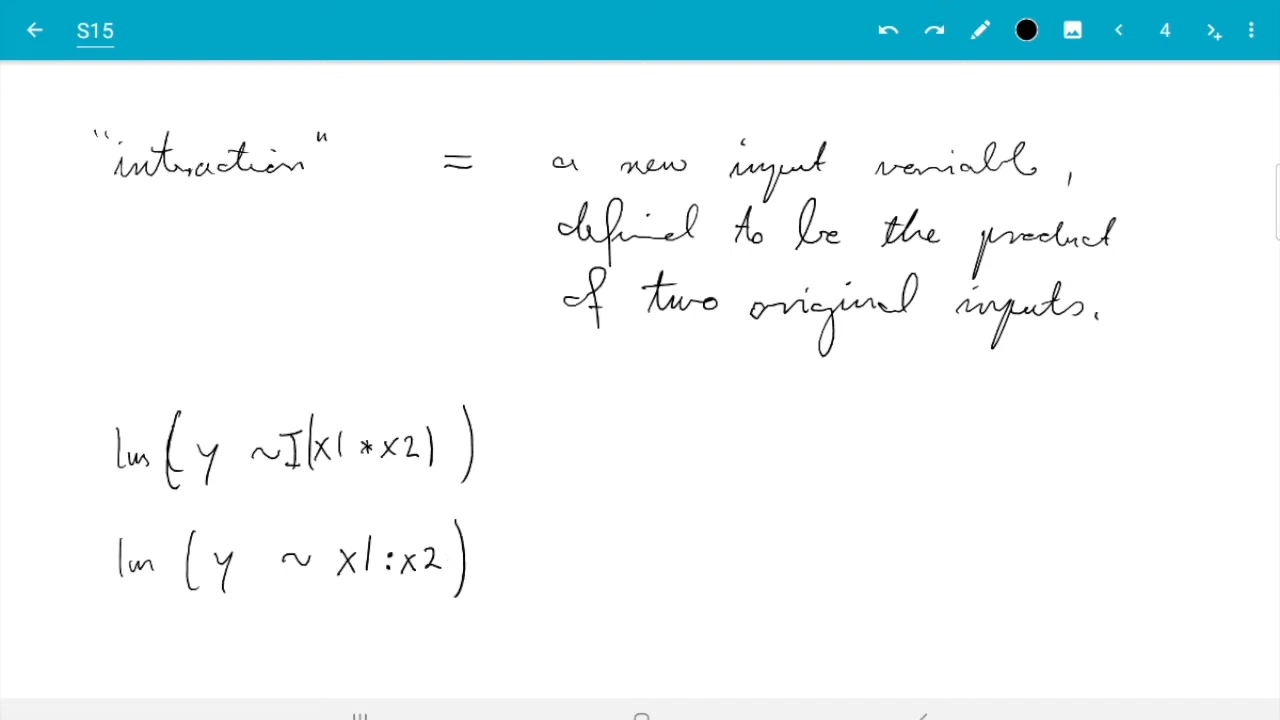 S15
4
"interaction" = a new input variable,
defined to be the product
of two original inputs.
lm(y ~ I(x1 * x2))
lm(y ~ x1:x2)